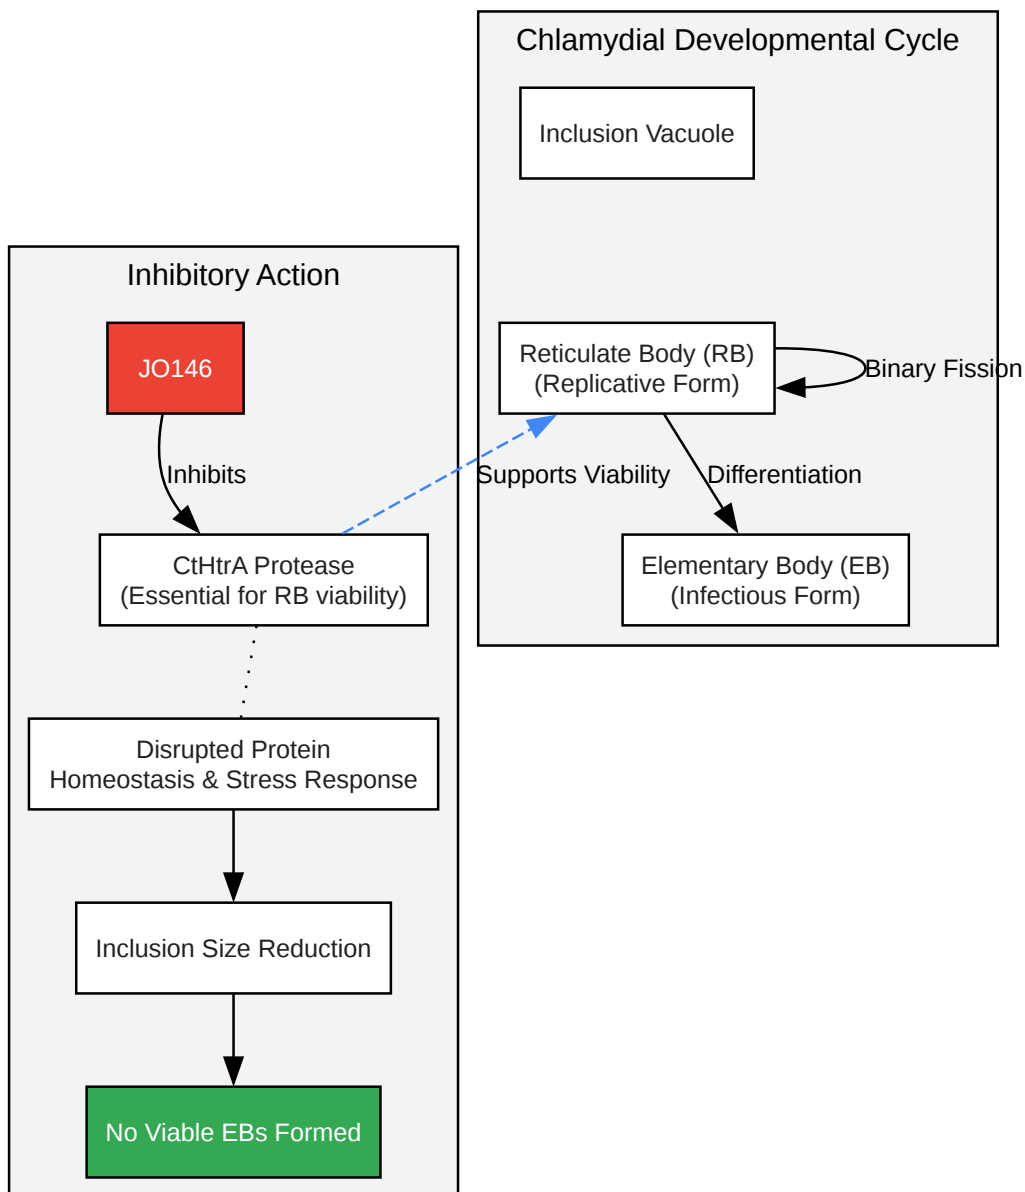 Chlamydial Developmental Cycle
Inclusion Vacuole
Inhibitory Action
JO146
Reticulate Body (RB)
(Replicative Form)
Binary Fission
Inhibits
Supports Viability
Differentiation
CtHtrA Protease
(Essential for RB viability)
Elementary Body (EB)
(Infectious Form)
Disrupted Protein
Homeostasis & Stress Response
Inclusion Size Reduction
No Viable EBs Formed